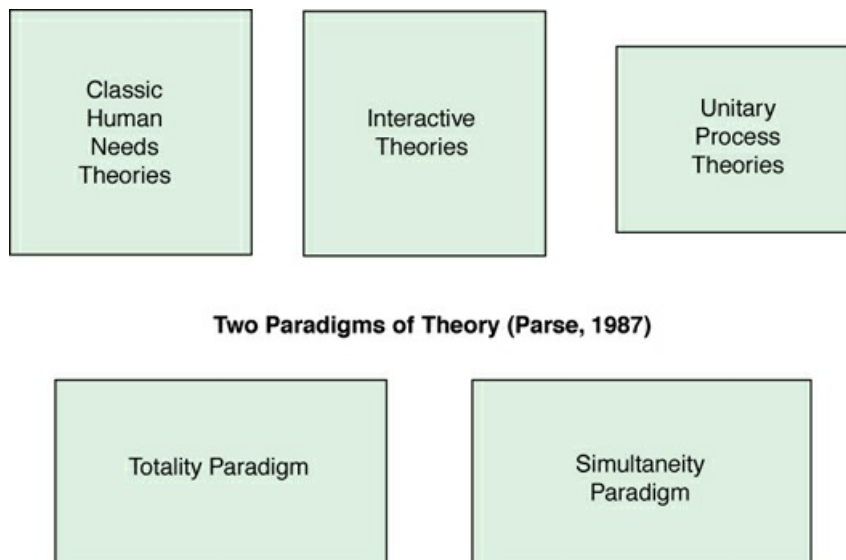 Classic
Human
Needs
Theories
Interactive
Theories
Unitary
Process
Theories
Two Paradigms of Theory (Parse, 1987)
Totality Paradigm
Simultaneity
Paradigm